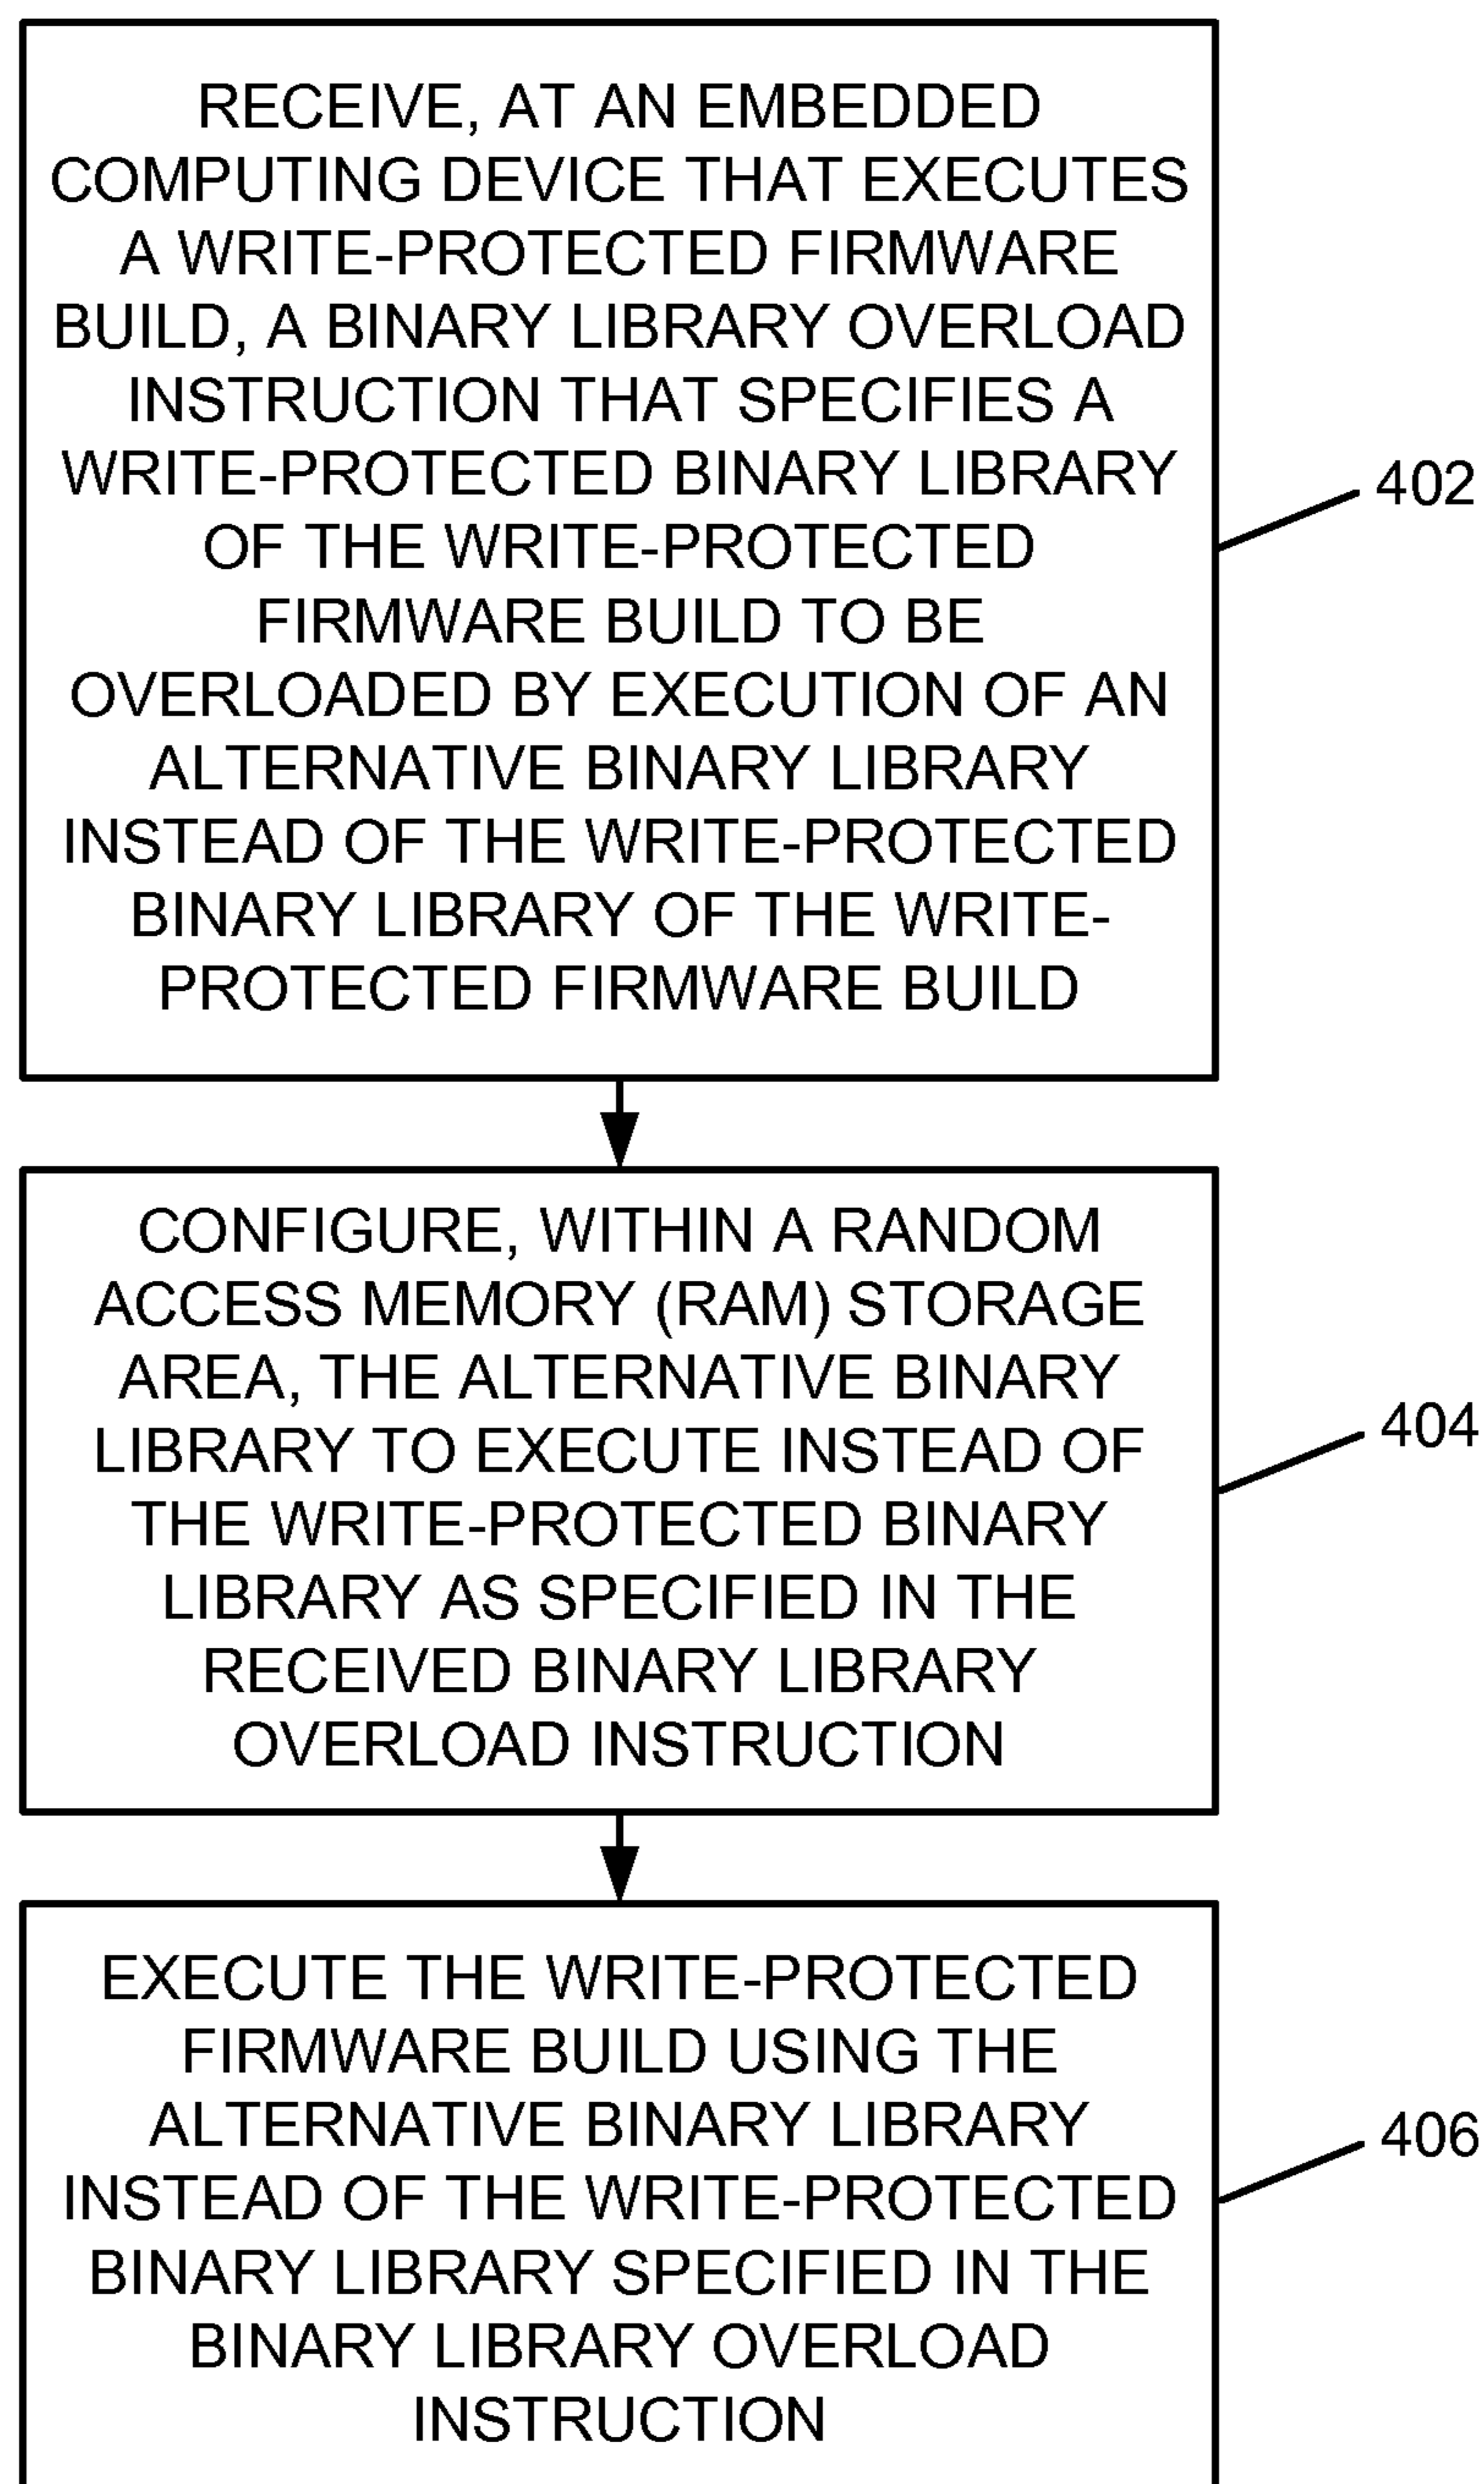 RECEIVE, AT AN EMBEDDED
COMPUTING DEVICE THAT EXECUTES
A WRITE-PROTECTED FIRMWARE
BUILD, A BINARY LIBRARY OVERLOAD
INSTRUCTION THAT SPECIFIES A
WRITE-PROTECTED BINARY LIBRARY
OF THE WRITE-PROTECTED
FIRMWARE BUILD TO BE
OVERLOADED BY EXECUTION OF AN
ALTERNATIVE BINARY LIBRARY
INSTEAD OF THE WRITE-PROTECTED
BINARY LIBRARY OF THE WRITE-
PROTECTED FIRMWARE BUILD
402
CONFIGURE, WITHIN A RANDOM
ACCESS MEMORY (RAM) STORAGE
AREA, THE ALTERNATIVE BINARY
LIBRARY TO EXECUTE INSTEAD OF
THE WRITE-PROTECTED BINARY
LIBRARY AS SPECIFIED IN THE
RECEIVED BINARY LIBRARY
OVERLOAD INSTRUCTION
404
EXECUTE THE WRITE-PROTECTED
FIRMWARE BUILD USING THE
ALTERNATIVE BINARY LIBRARY
INSTEAD OF THE WRITE-PROTECTED
BINARY LIBRARY SPECIFIED IN THE
BINARY LIBRARY OVERLOAD
INSTRUCTION
406